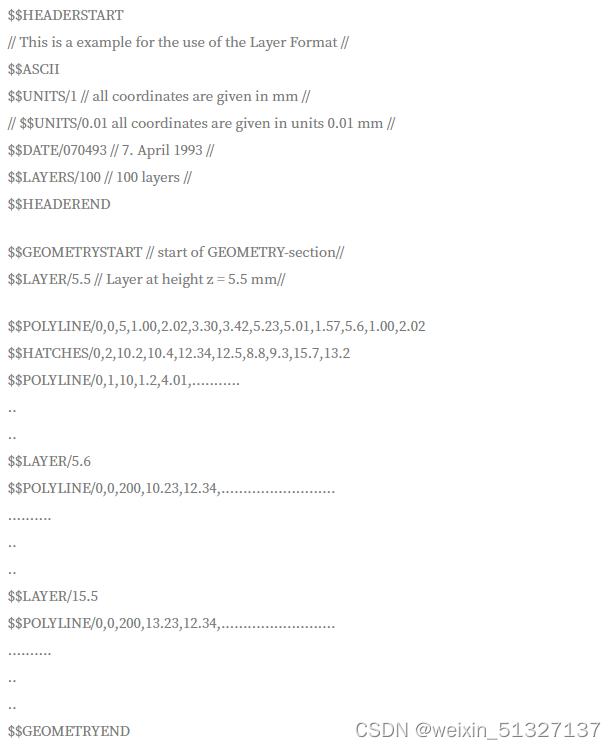 $$HEADERSTART
// This is a example for the use of the Layer Format //
$$ASCII
$$UNITS/1 // all coordinates are given in mm //
// $$UNITS/0.01 all coordinates are given in units 0.01 mm //
$$DATE/070493 // 7. April 1993 //
$$LAYERS/100 // 100 layers //
$$HEADEREND
$$GEOMETRYSTART // start of GEOMETRY-section//
$$LAYER/5.5 // Layer at height z = 5.5 mm//
$$POLYLINE/0,0,5,1.00,2.02,3.30,3.42,5.23,5.01,1.57,5.6,1.00,2.02
$$HATCHES/0,2,10.2,10.4,12.34,12.5,8.8,9.3,15.7,13.2
$$POLYLINE/0,1,10,1.2,4.01,...........
..
..
$$LAYER/5.6
$$POLYLINE/0,0,200,10.23,12.34,..........................
..........
..
..
$$LAYER/15.5
$$POLYLINE/0,0,200,13.23,12.34,..........................
..........
..
..
$$GEOMETRYEND
CSDN @weixin_51327137